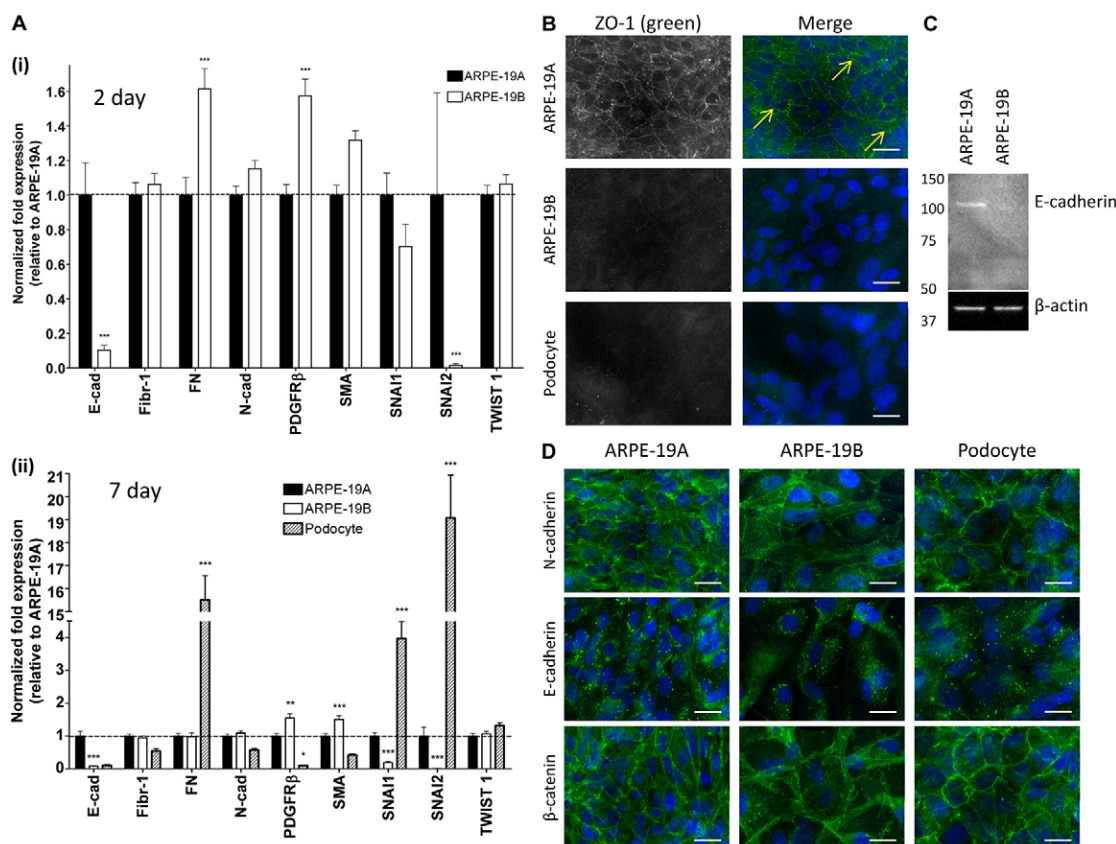 A
(i)
2 day
ARPE-19A
ARPE-19B
Normalized fold expression
(relative to ARPE-19A)
1.6
1.4
1.2
1.0
0.8
0.6
0.4
0.2
0.0
***
***
***
***
E-cad
Fibr-1
FN
N-cad
PDGFRβ
SMA
SNAI1
SNAI2
TWIST 1
(ii)
7 day
ARPE-19A
ARPE-19B
Podocyte
Normalized fold expression
(relative to ARPE-19A)
21
20
19
18
17
16
15
4
2
1
0
***
***
**
*
***
***
***
***
***
E-cad
Fibr-1
FN
N-cad
PDGFRβ
SMA
SNAI1
SNAI2
TWIST 1
B
ZO-1 (green)
Merge
ARPE-19A
ARPE-19B
Podocyte
C
ARPE-19A
ARPE-19B
150
100
75
50
37
E-cadherin
β-actin
D
ARPE-19A
ARPE-19B
Podocyte
N-cadherin
E-cadherin
β-catenin